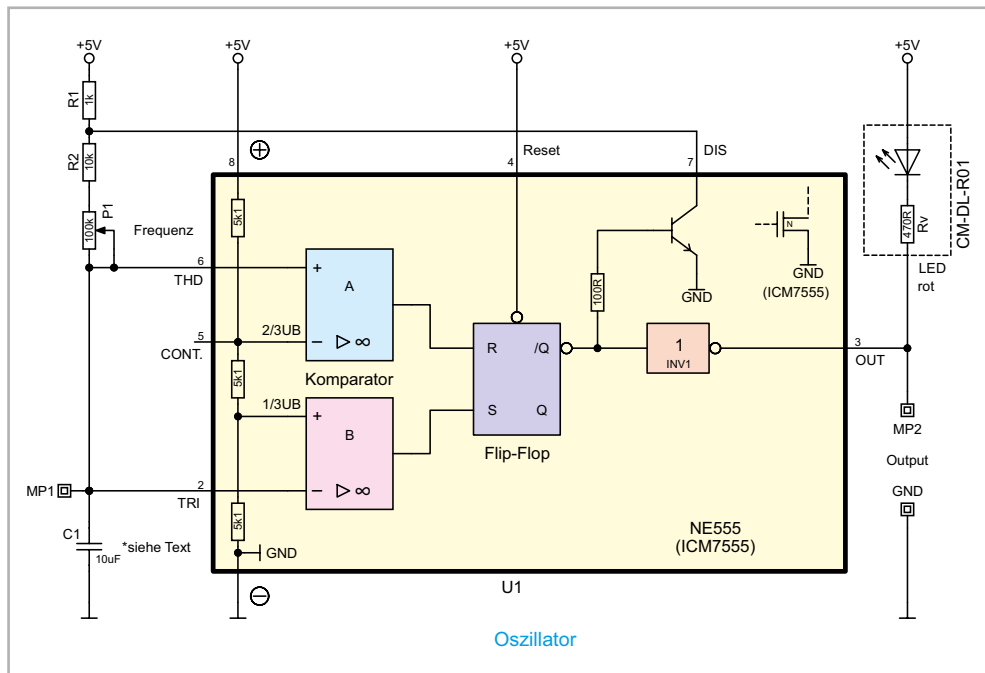 +5V
+5V
+5V
+5V
R1
1k
R2
10k
P1
100k
Frequenz
8
4
Reset
7
DIS
CM-DL-R01
470R
Rv
LED
rot
5k1
6
THD
+
A
−
▷ ∞
2/3UB
5
CONT.
Komparator
5k1
1/3UB
+
B
−
▷ ∞
R
/Q
S
Q
Flip-Flop
100R
GND
N
GND
(ICM7555)
1
INV1
3
OUT
MP2
Output
GND
MP1
2
TRI
5k1
GND
C1
10uF
*siehe Text
NE555
(ICM7555)
U1
Oszillator